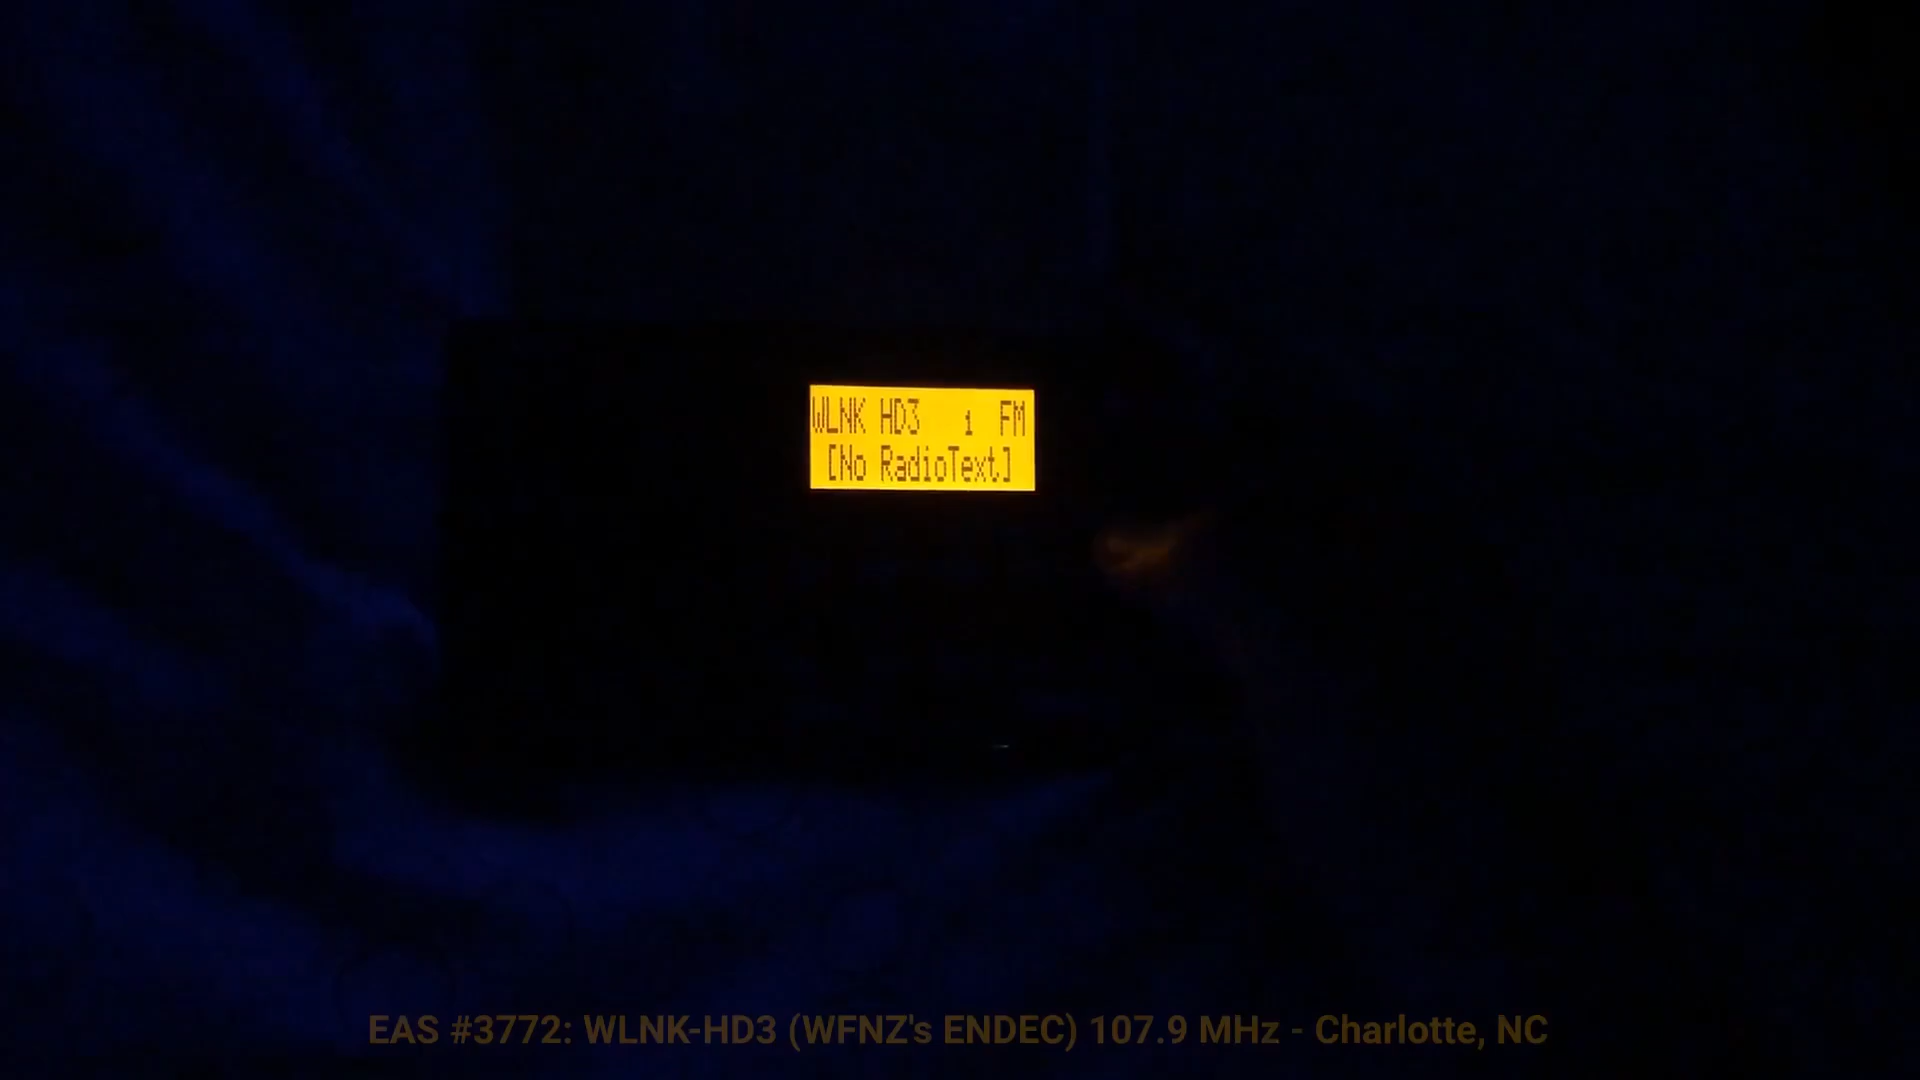 WLNK HD3 1 FM
[No RadioText]
EAS #3772: WLNK-HD3 (WFNZ's ENDEC) 107.9 MHz - Charlotte, NC